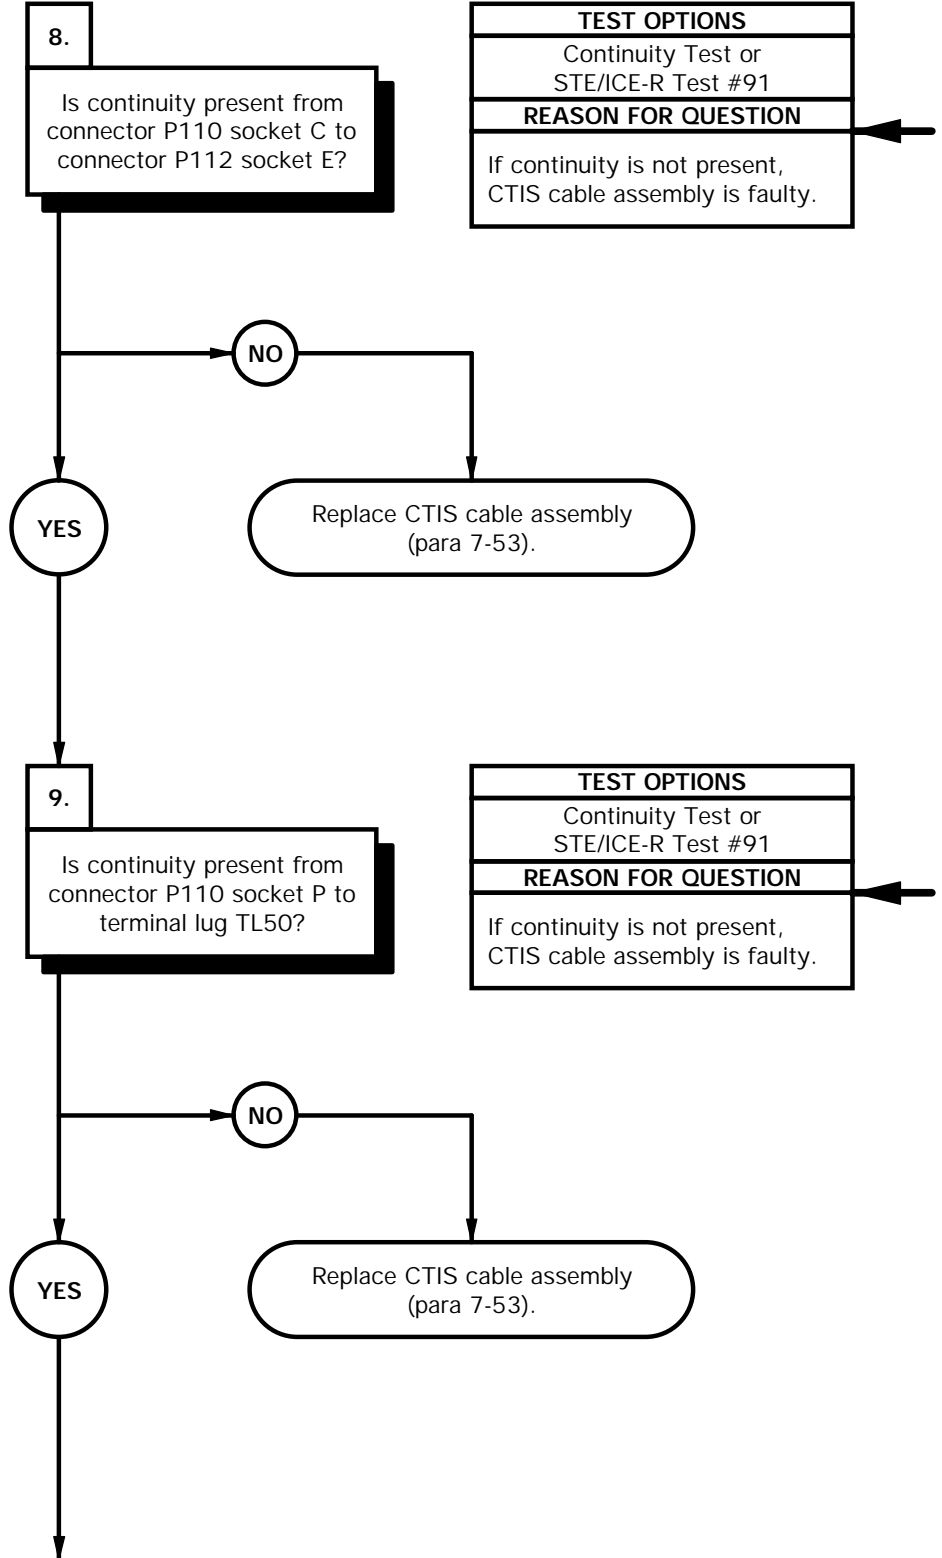 8.
Is continuity present from
connector P110 socket C to
connector P112 socket E?
TEST OPTIONS
Continuity Test or
STE/ICE-R Test #91
REASON FOR QUESTION
If continuity is not present,
CTIS cable assembly is faulty.
NO
YES
Replace CTIS cable assembly
(para 7-53).
9.
Is continuity present from
connector P110 socket P to
terminal lug TL50?
TEST OPTIONS
Continuity Test or
STE/ICE-R Test #91
REASON FOR QUESTION
If continuity is not present,
CTIS cable assembly is faulty.
NO
YES
Replace CTIS cable assembly
(para 7-53).